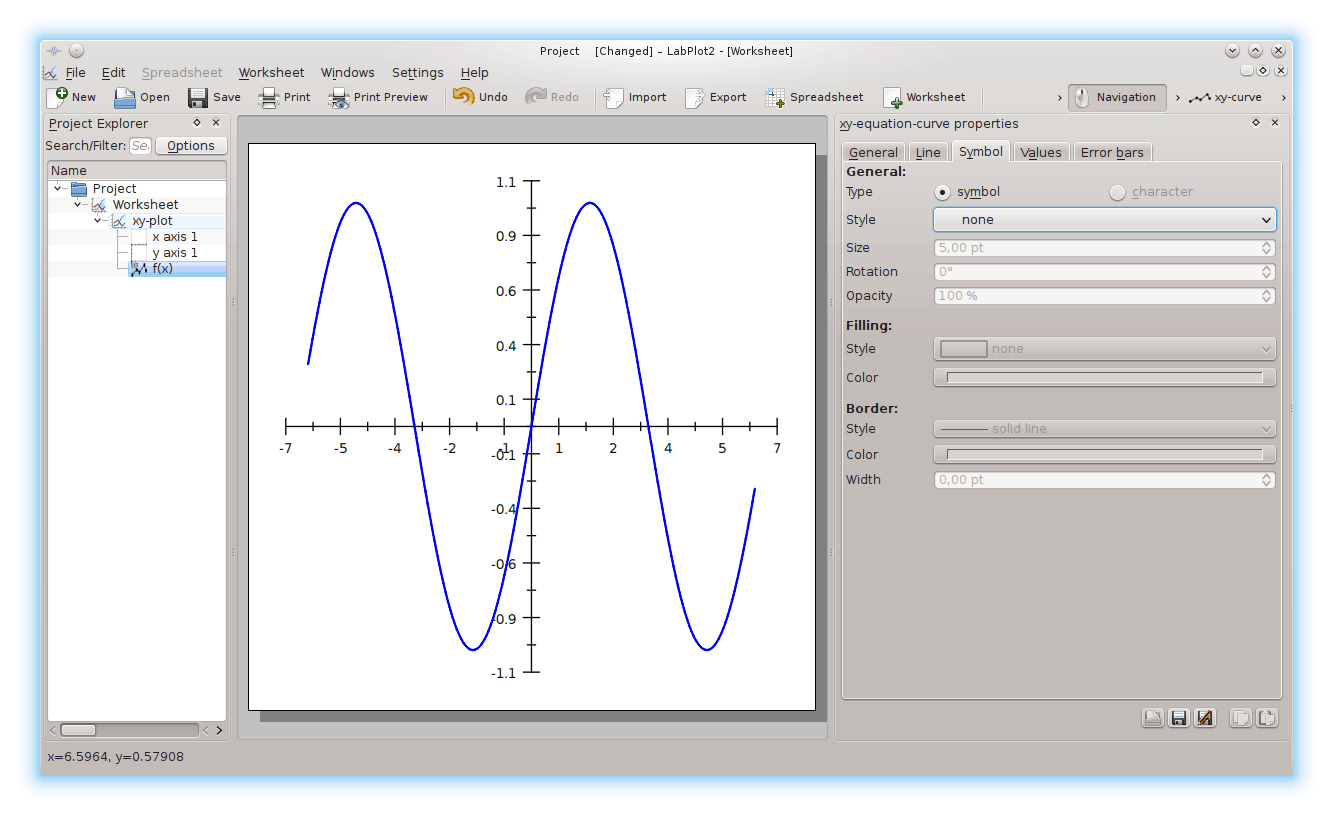 Project [Changed] – LabPlot2 - [Worksheet]
File Edit Spreadsheet Worksheet Windows Settings Help
New Open Save Print Print Preview Undo Redo Import Export Spreadsheet Worksheet Navigation xy-curve
Project Explorer
Search/Filter: Options
Name
Project
Worksheet
xy-plot
x axis 1
y axis 1
f(x)
1.1
0.9
0.6
0.4
0.1
-7 -5 -4 -2 -1 1 2 4 5 7
-0.1
-0.4
-0.6
-0.9
-1.1
xy-equation-curve properties
General Line Symbol Values Error bars
General:
Type symbol character
Style none
Size 5,00 pt
Rotation 0°
Opacity 100 %
Filling:
Style none
Color
Border:
Style solid line
Color
Width 0,00 pt
x=6.5964, y=0.57908